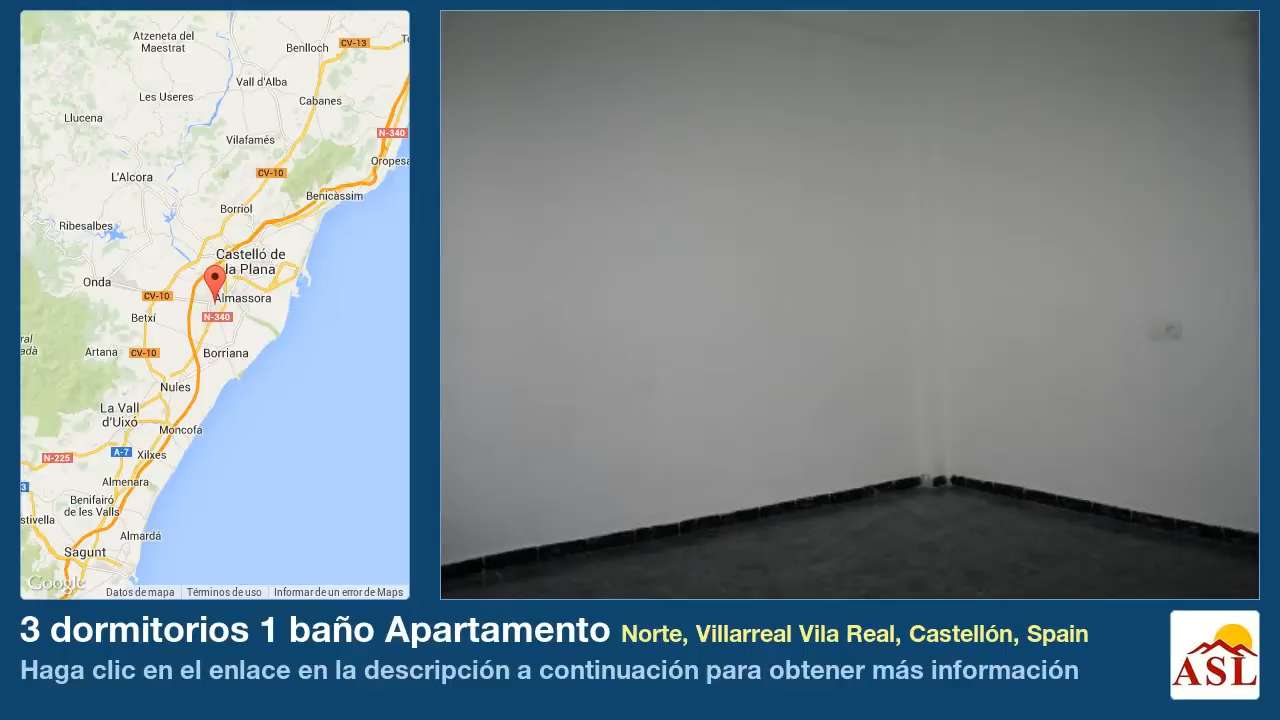 Atzeneta del
Maestrat
Benlloch
CV-13
Vall d'Alba
Les Useres
Cabanes
Llucena
N-340
Vilafamés
Oropesa
CV-10
L'Alcora
Benicàssim
Borriol
Ribesalbes
Castelló de
la Plana
Onda
CV-10
Almassora
Betxí
N-340
Artana
CV-10
Borriana
Nules
La Vall
d'Uixó
Moncofa
N-225
A-7
Xilxes
Almenara
3
Benifairó
de les Valls
stivella
Almardá
Sagunt
Google
Datos de mapa
Términos de uso
Informar de un error de Maps
3 dormitorios 1 baño Apartamento Norte, Villarreal Vila Real, Castellón, Spain
Haga clic en el enlace en la descripción a continuación para obtener más información
ASL